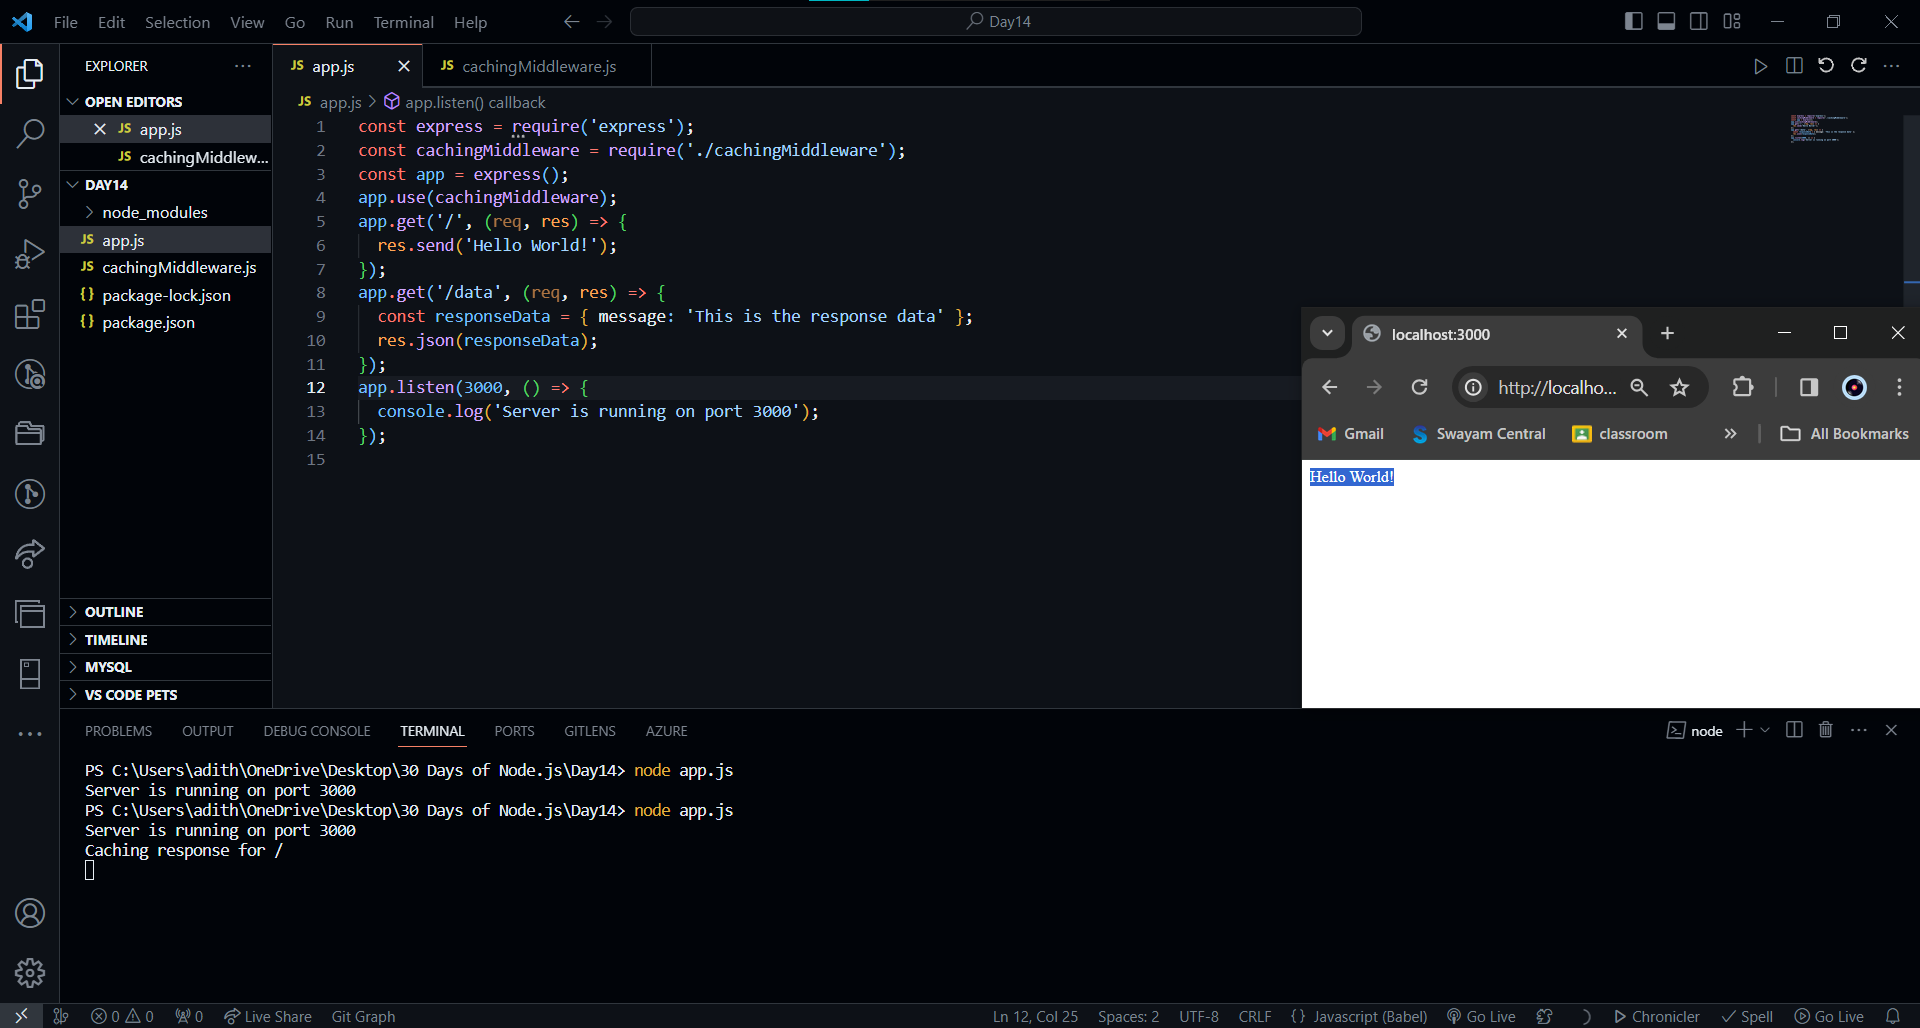 File Edit Selection View Go Run Terminal Help
Day14
EXPLORER
OPEN EDITORS
JS app.js
JS cachingMiddlew...
DAY14
node_modules
JS app.js
JS cachingMiddleware.js
{} package-lock.json
{} package.json
OUTLINE
TIMELINE
MYSQL
VS CODE PETS
JS app.js
JS cachingMiddleware.js
JS app.js > app.listen() callback
1 const express = require('express');
2 const cachingMiddleware = require('./cachingMiddleware');
3 const app = express();
4 app.use(cachingMiddleware);
5 app.get('/', (req, res) => {
6 res.send('Hello World!');
7 });
8 app.get('/data', (req, res) => {
9 const responseData = { message: 'This is the response data' };
10 res.json(responseData);
11 });
12 app.listen(3000, () => {
13 console.log('Server is running on port 3000');
14 });
15
localhost:3000
http://localho...
Gmail Swayam Central classroom All Bookmarks
Hello World!
PROBLEMS OUTPUT DEBUG CONSOLE TERMINAL PORTS GITLENS AZURE
node
PS C:\Users\adith\OneDrive\Desktop\30 Days of Node.js\Day14> node app.js
Server is running on port 3000
PS C:\Users\adith\OneDrive\Desktop\30 Days of Node.js\Day14> node app.js
Server is running on port 3000
Caching response for /
0 0 0 Live Share Git Graph Ln 12, Col 25 Spaces: 2 UTF-8 CRLF {} Javascript (Babel) Go Live Chronicler Spell Go Live